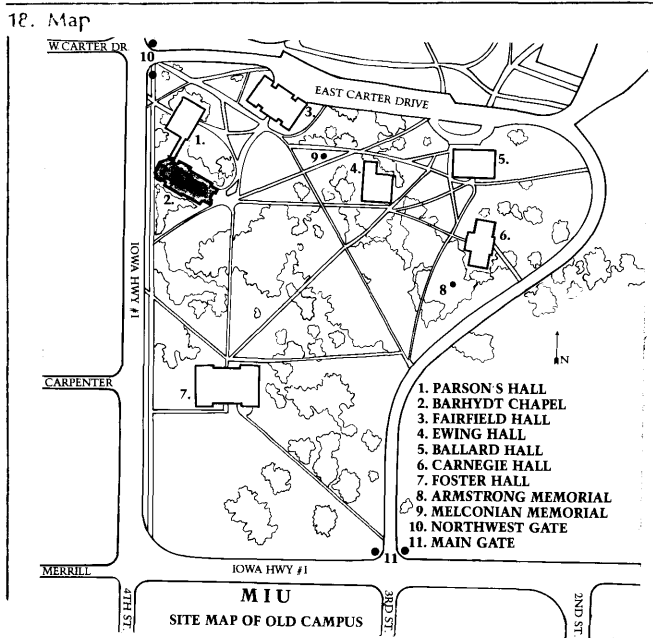 18. Map
W. CARTER DR
10
EAST CARTER DRIVE
3.
1.
9
4.
5.
2.
6.
8
IOWA HWY #1
N
CARPENTER
7.
1. PARSON'S HALL
2. BARHYDT CHAPEL
3. FAIRFIELD HALL
4. EWING HALL
5. BALLARD HALL
6. CARNEGIE HALL
7. FOSTER HALL
8. ARMSTRONG MEMORIAL
9. MELCONIAN MEMORIAL
10. NORTHWEST GATE
11. MAIN GATE
11
MERRILL
IOWA HWY #1
4TH ST.
MIU
SITE MAP OF OLD CAMPUS
3RD ST.
2ND ST.